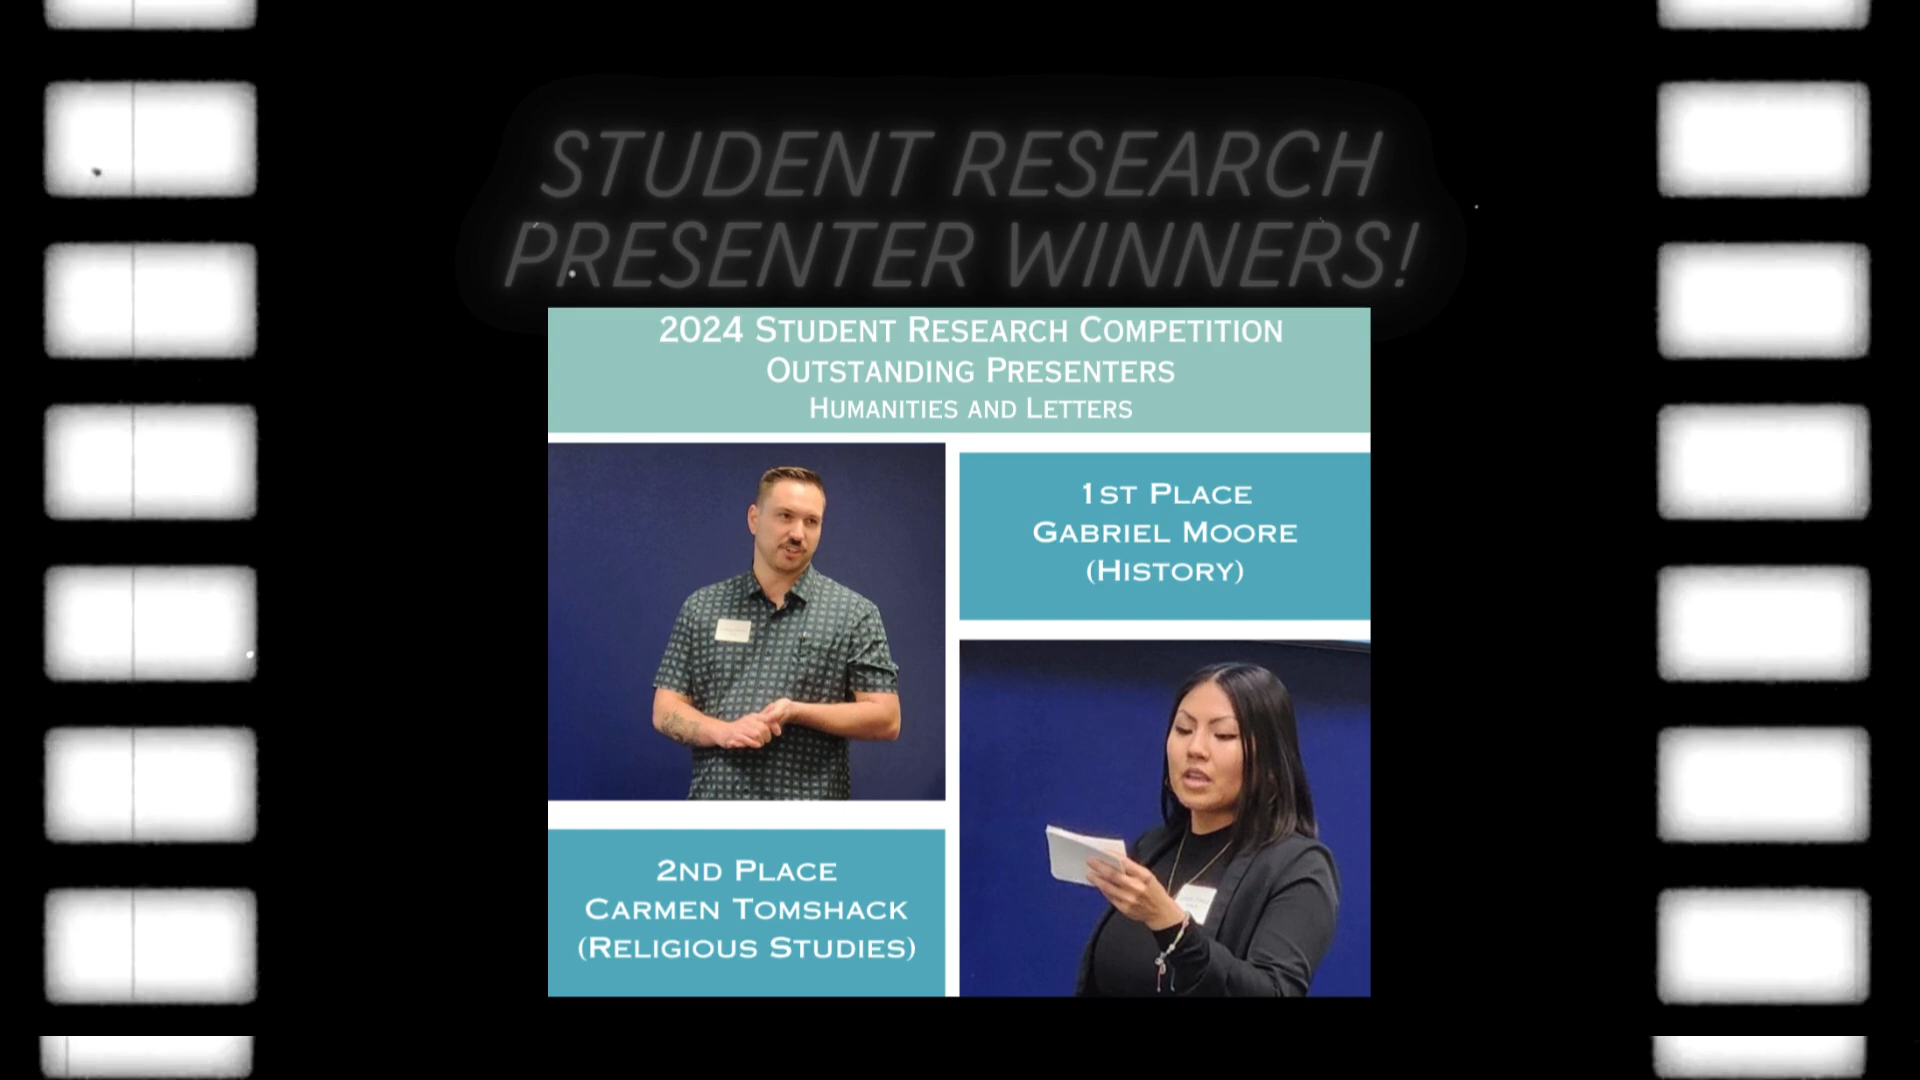 STUDENT RESEARCH
PRESENTER WINNERS!
2024 STUDENT RESEARCH COMPETITION
OUTSTANDING PRESENTERS
HUMANITIES AND LETTERS
1ST PLACE
GABRIEL MOORE
(HISTORY)
2ND PLACE
CARMEN TOMSHACK
(RELIGIOUS STUDIES)